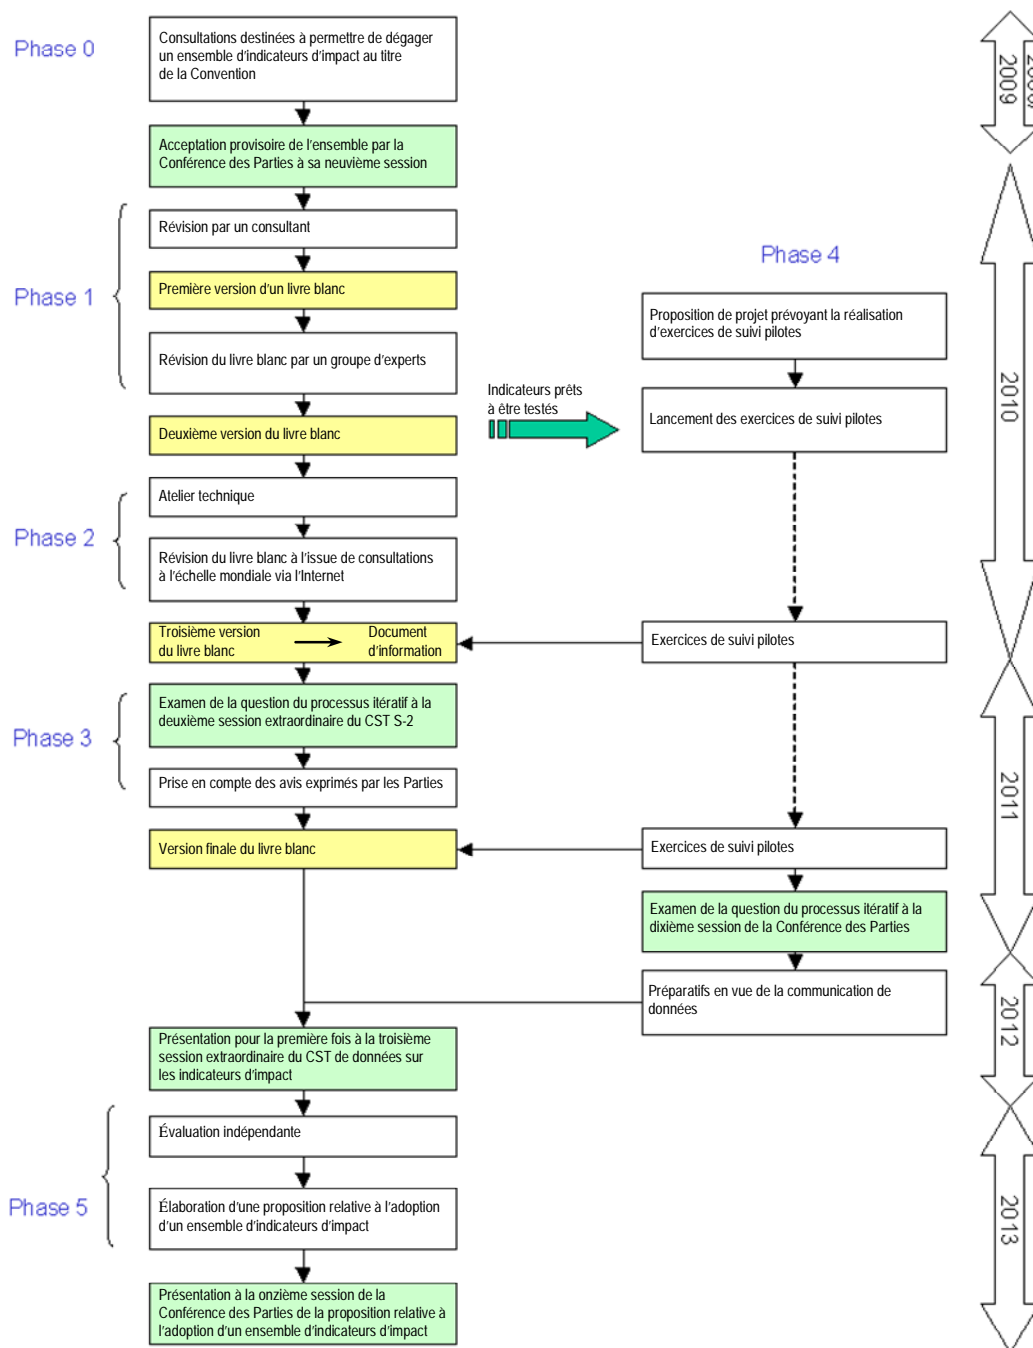 Phase 0
Consultations destinées à permettre de dégager
un ensemble d'indicateurs d'impact au titre
de la Convention
2009
Acceptation provisoire de l'ensemble par la
Conférence des Parties à sa neuvième session
Phase 1
Révision par un consultant
Première version d'un livre blanc
Révision du livre blanc par un groupe d'experts
Deuxième version du livre blanc
Indicateurs prêts
à être testés
Phase 4
Proposition de projet prévoyant la réalisation
d'exercices de suivi pilotes
Lancement des exercices de suivi pilotes
2010
Phase 2
Atelier technique
Révision du livre blanc à l'issue de consultations
à l'échelle mondiale via l'Internet
Troisième version
du livre blanc
Document
d'information
Exercices de suivi pilotes
Phase 3
Examen de la question du processus itératif à la
deuxième session extraordinaire du CST S-2
Prise en compte des avis exprimés par les Parties
Version finale du livre blanc
Exercices de suivi pilotes
2011
Examen de la question du processus itératif à la
dixième session de la Conférence des Parties
Préparatifs en vue de la communication de
données
2012
Présentation pour la première fois à la troisième
session extraordinaire du CST de données sur
les indicateurs d'impact
Phase 5
Évaluation indépendante
Élaboration d'une proposition relative à l'adoption
d'un ensemble d'indicateurs d'impact
2013
Présentation à la onzième session de la
Conférence des Parties de la proposition relative à
l'adoption d'un ensemble d'indicateurs d'impact